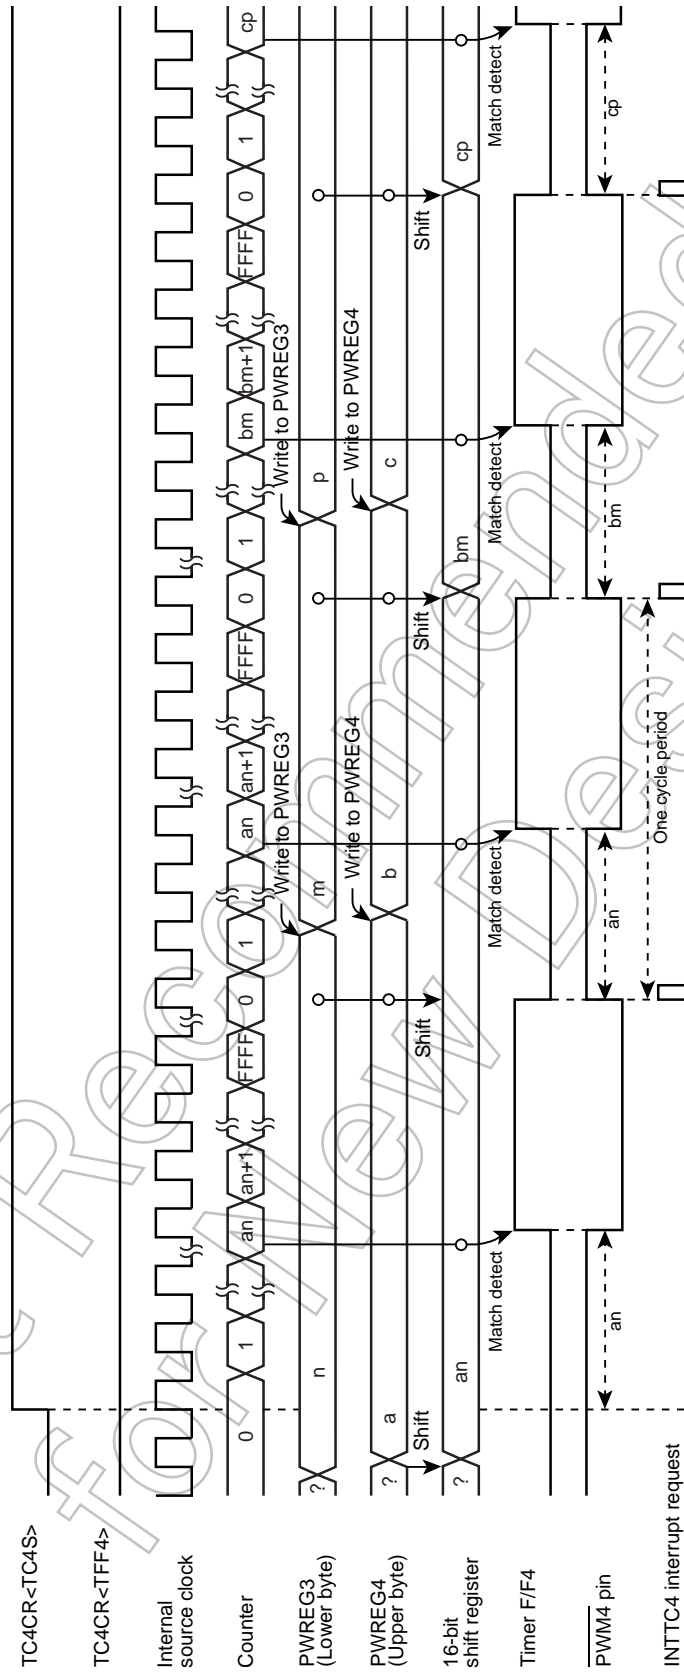 TC4CR<TC4S>
TC4CR<TFF4>
Internal
source clock
Counter
0 1 an an+1 FFFF 0 1 an an+1 FFFF 0 1 bm bm+1 FFFF 0 1 cp
Write to PWREG3
Write to PWREG3
PWREG3
(Lower byte)
? n m p
Write to PWREG4
Write to PWREG4
PWREG4
(Upper byte)
? a b c
Shift Shift Shift Shift
16-bit
shift register
? an bm cp
Match detect Match detect Match detect Match detect
Timer F/F4
PWM4 pin
an an bm cp
One cycle period
INTTC4 interrupt request
Recommended
for New Desi